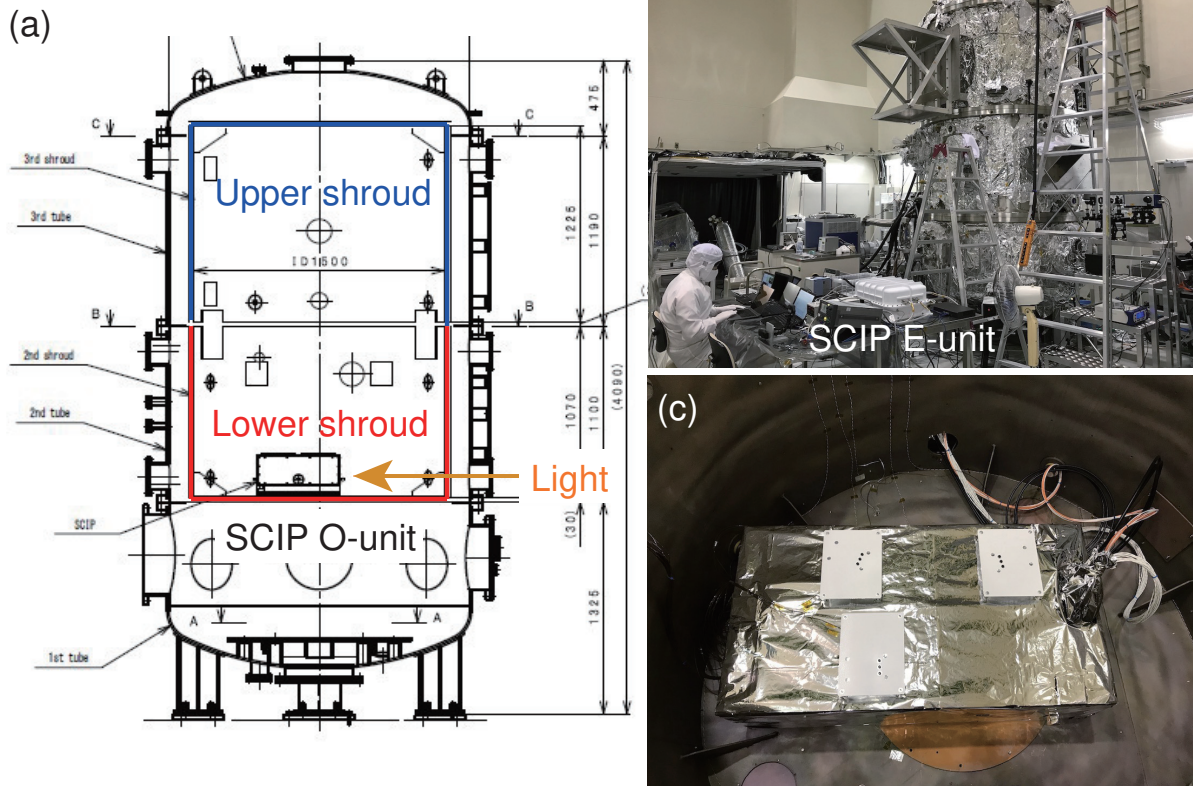 (a)
475
C
C
3rd shroud
Upper shroud
3rd tube
1225
1190
ID1500
B
B
2nd shroud
2nd tube
Lower shroud
1070
1100
(4090)
Light
SCIP
SCIP O-unit
(30)
1325
A
A
1st tube
SCIP E-unit
(c)